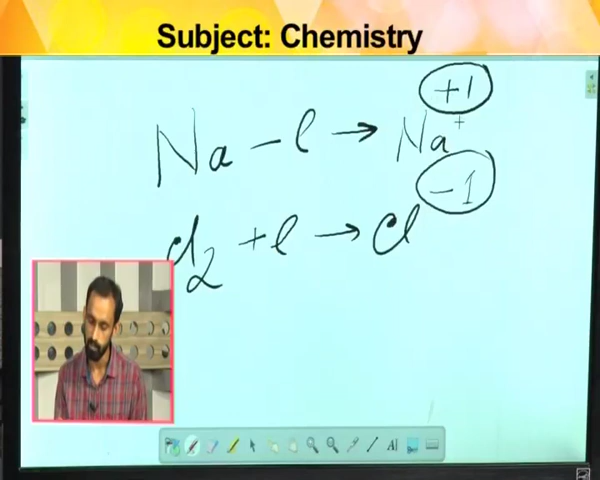 Subject: Chemistry
+1
Na - e → Na⁺
-1
Cl2 + e → Cl